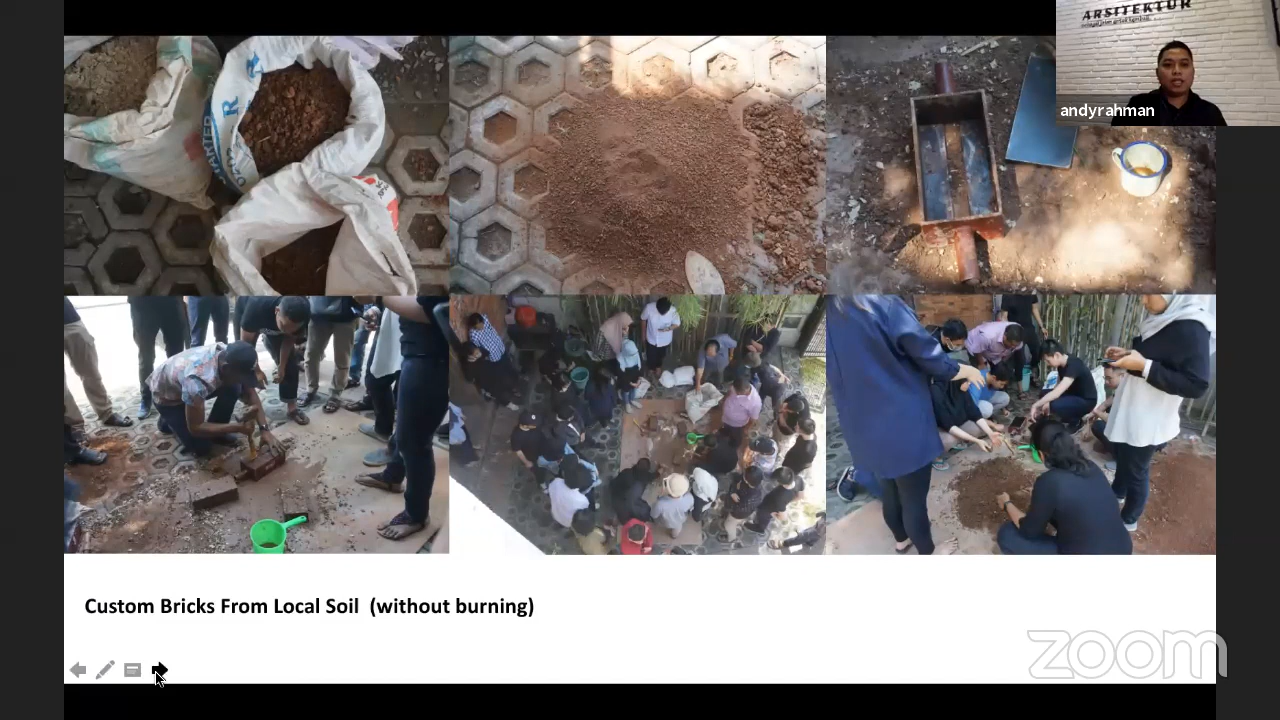 ARSITEKTUR
andyrahman
Custom Bricks From Local Soil (without burning)
zoom